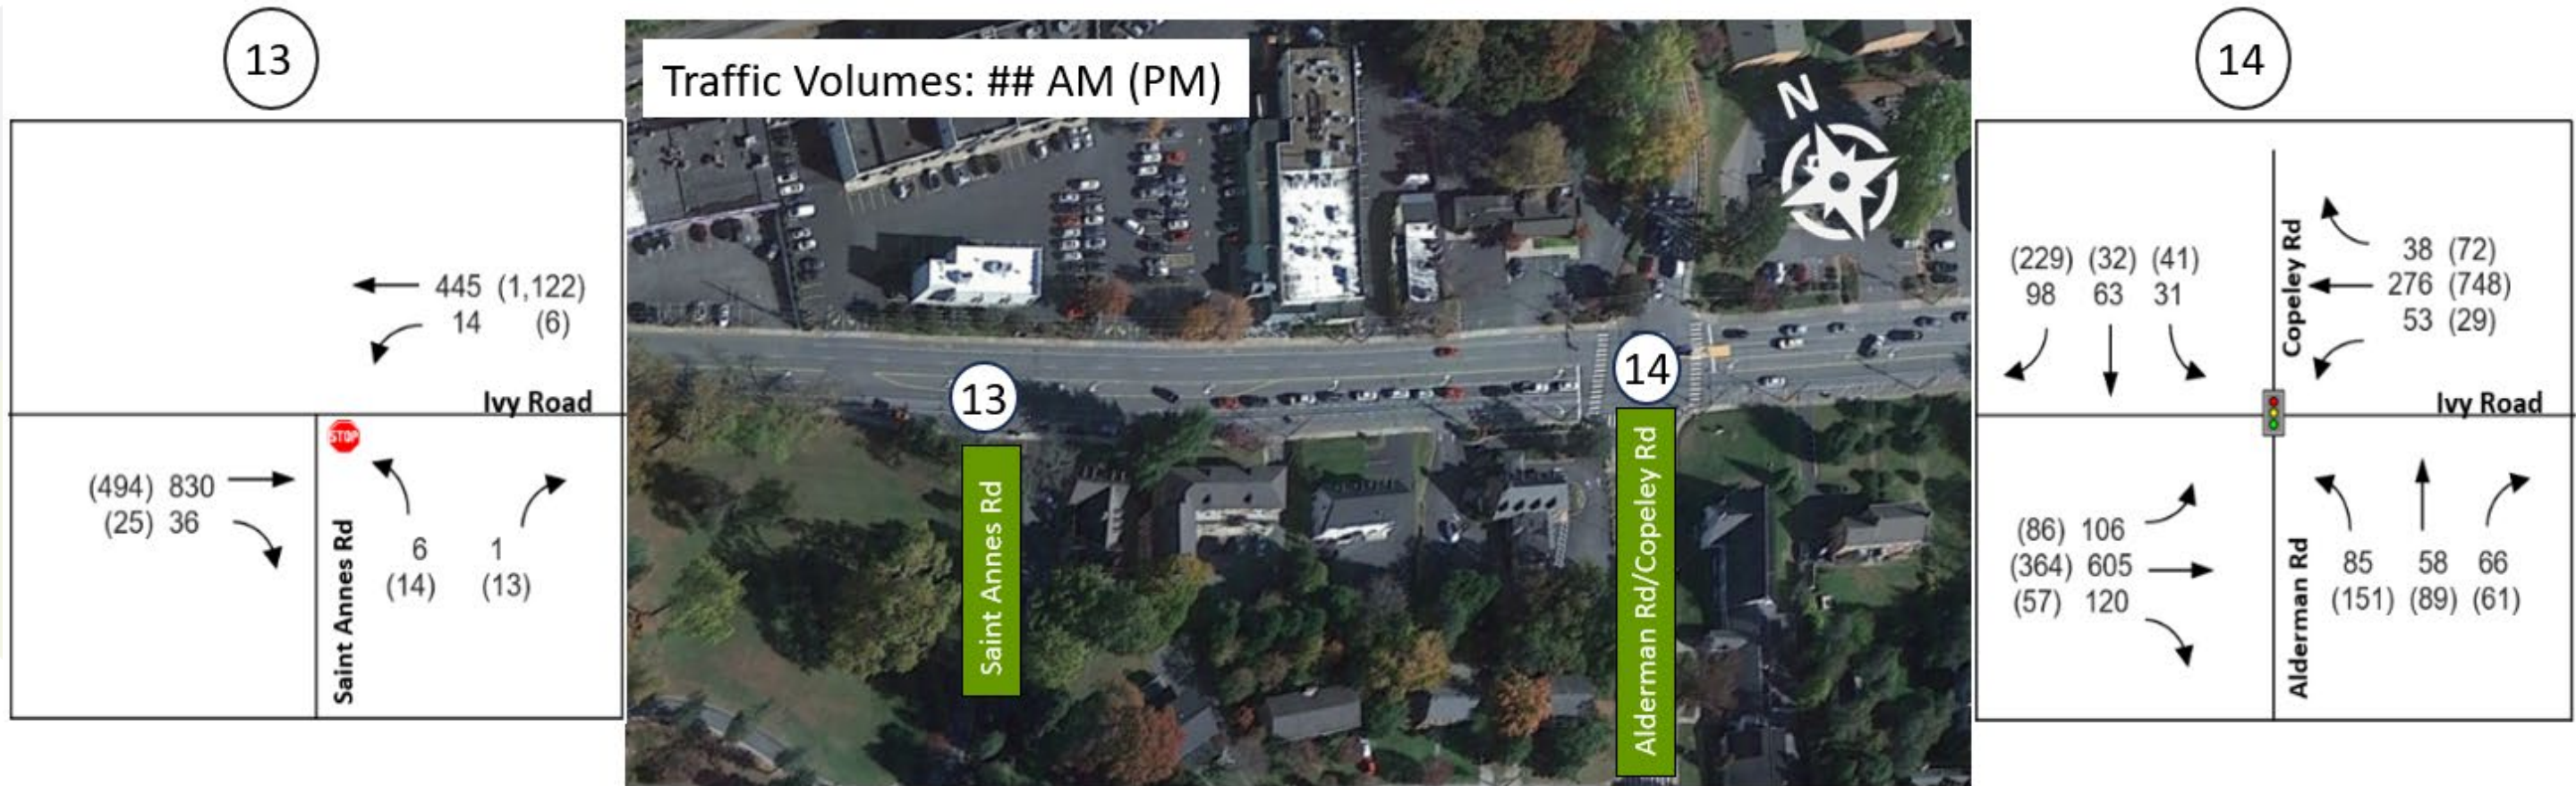 13
445 (1,122)
14 (6)
Ivy Road
STOP
(494) 830
(25) 36
Saint Annes Rd
6 1
(14) (13)
Traffic Volumes: ## AM (PM)
N
13
14
Saint Annes Rd
Alderman Rd/Copeley Rd
14
(229) (32) (41)
98 63 31
Copeley Rd
38 (72)
276 (748)
53 (29)
Ivy Road
(86) 106
(364) 605
(57) 120
Alderman Rd
85 58 66
(151) (89) (61)